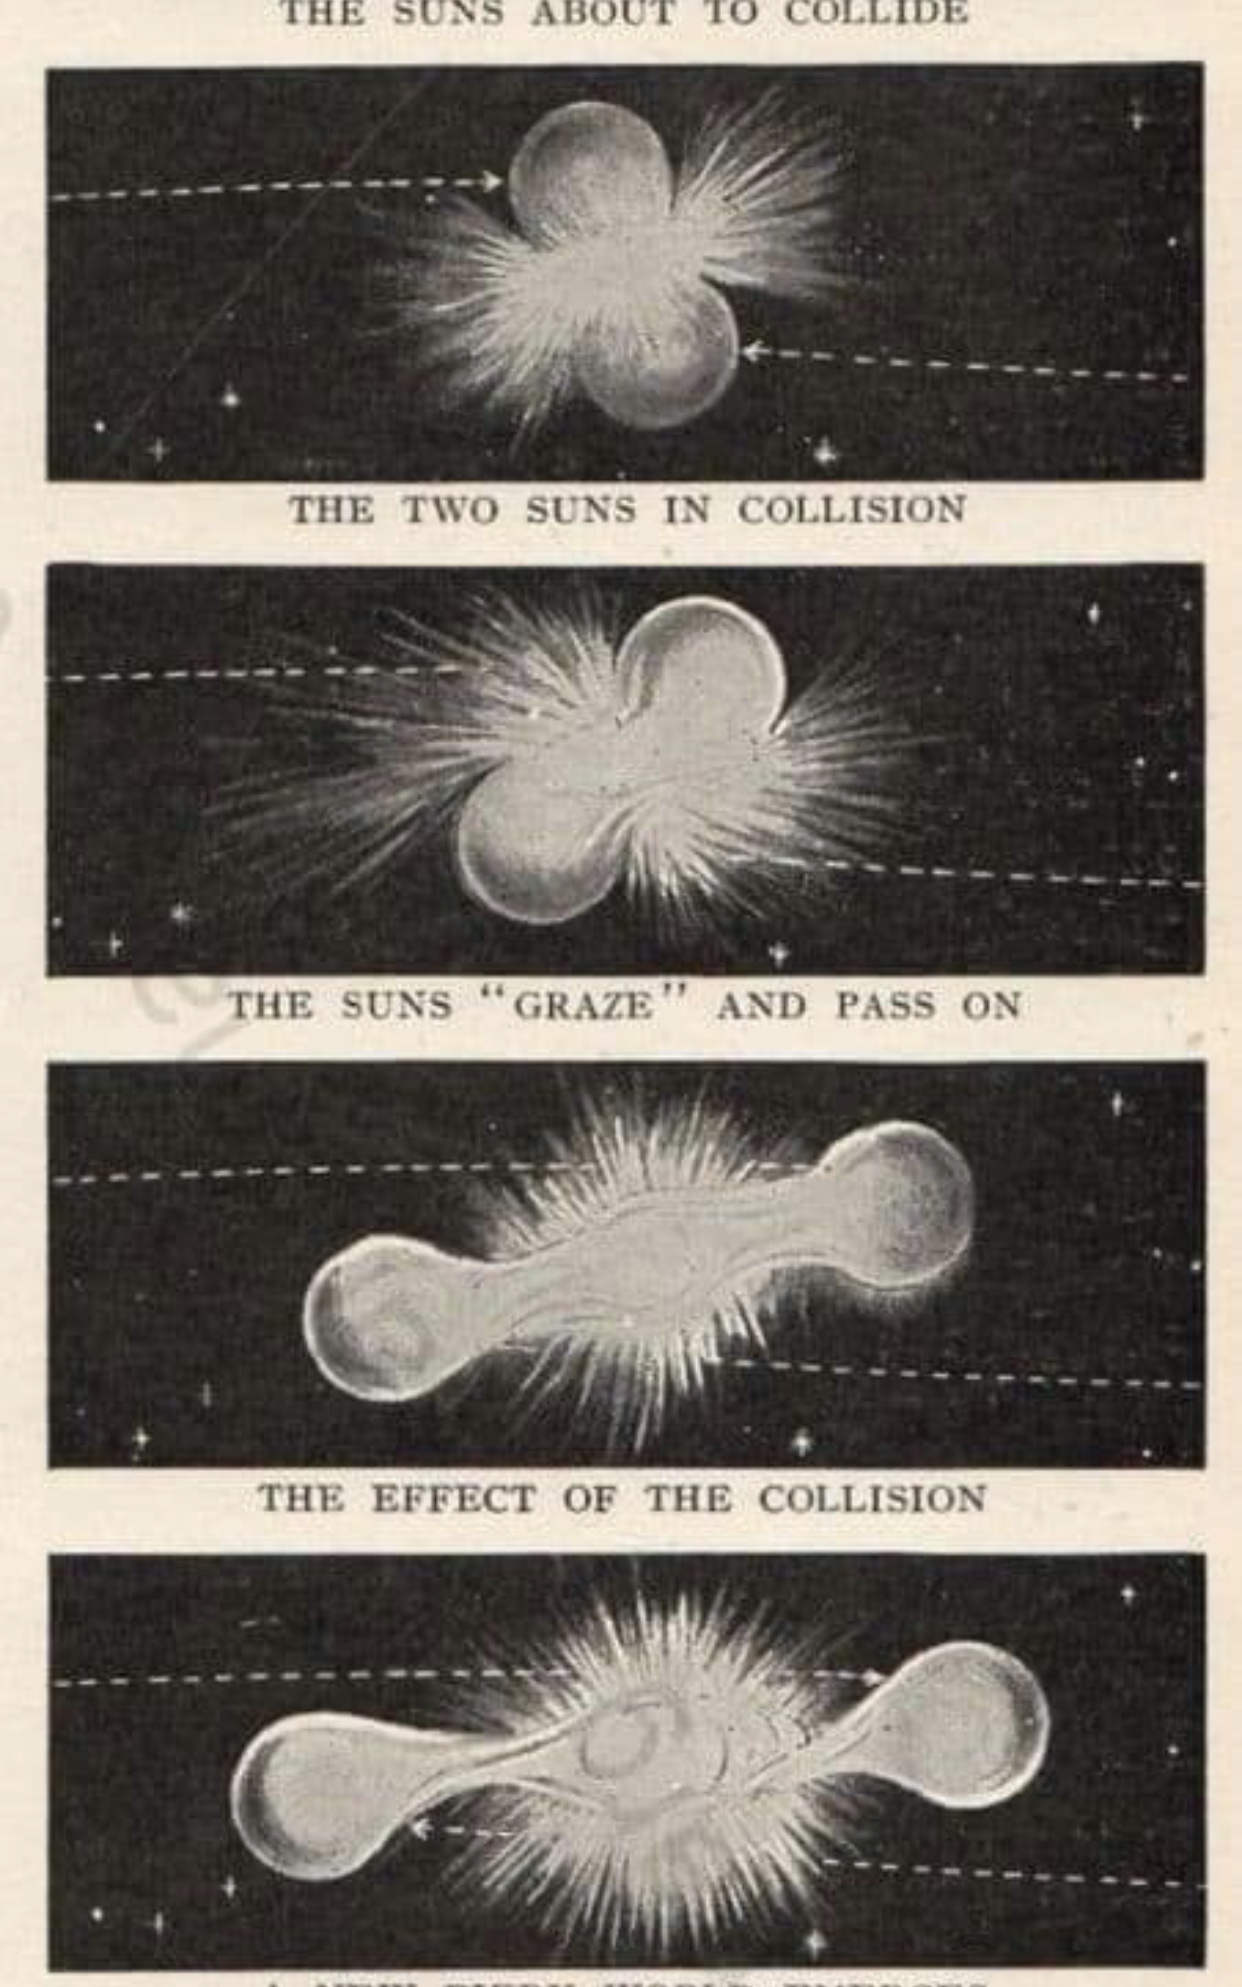 THE SUNS ABOUT TO COLLIDE
THE TWO SUNS IN COLLISION
THE SUNS “GRAZE” AND PASS ON
THE EFFECT OF THE COLLISION